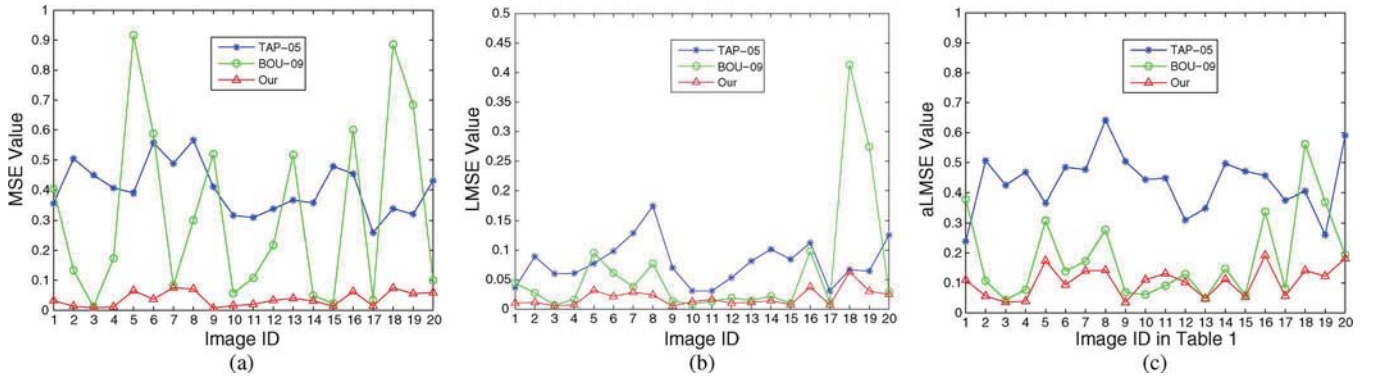 MSE Value
1
0.9
0.8
0.7
0.6
0.5
0.4
0.3
0.2
0.1
0
TAP-05
BOU-09
Our
1 2 3 4 5 6 7 8 9 10 11 12 13 14 15 16 17 18 19 20
Image ID
(a)
LMSE Value
0.5
0.45
0.4
0.35
0.3
0.25
0.2
0.15
0.1
0.05
0
TAP-05
BOU-09
Our
1 2 3 4 5 6 7 8 9 10 11 12 13 14 15 16 17 18 19 20
Image ID
(b)
aLMSE Value
1
0.9
0.8
0.7
0.6
0.5
0.4
0.3
0.2
0.1
0
TAP-05
BOU-09
Our
1 2 3 4 5 6 7 8 9 10 11 12 13 14 15 16 17 18 19 20
Image ID in Table 1
(c)